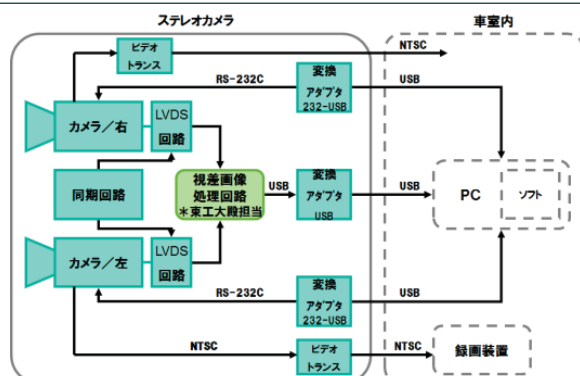 ステレオカメラ
車室内
ビデオ
トランス
NTSC
RS-232C
変換
アダプタ
232-USB
USB
カメラ/右
LVDS
回路
同期回路
視差画像
処理回路
*東工大殿担当
USB
変換
アダプタ
USB
USB
PC
ソフト
カメラ/左
LVDS
回路
RS-232C
変換
アダプタ
232-USB
USB
NTSC
ビデオ
トランス
NTSC
録画装置